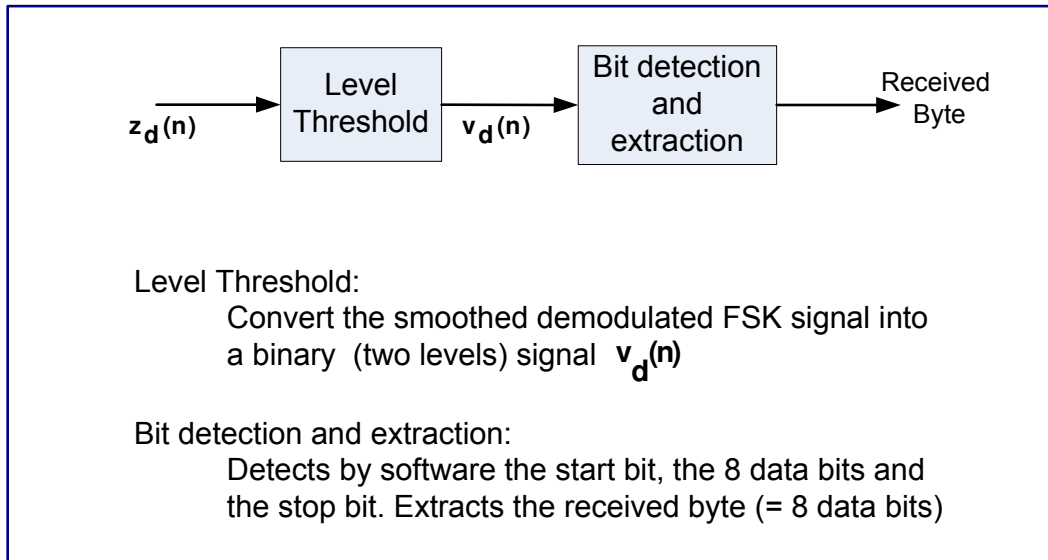 Level
Threshold
Bit detection
and
extraction
Received
Byte
z_d(n)
v_d(n)
Level Threshold:
Convert the smoothed demodulated FSK signal into
a binary (two levels) signal v_d(n)
Bit detection and extraction:
Detects by software the start bit, the 8 data bits and
the stop bit. Extracts the received byte (= 8 data bits)